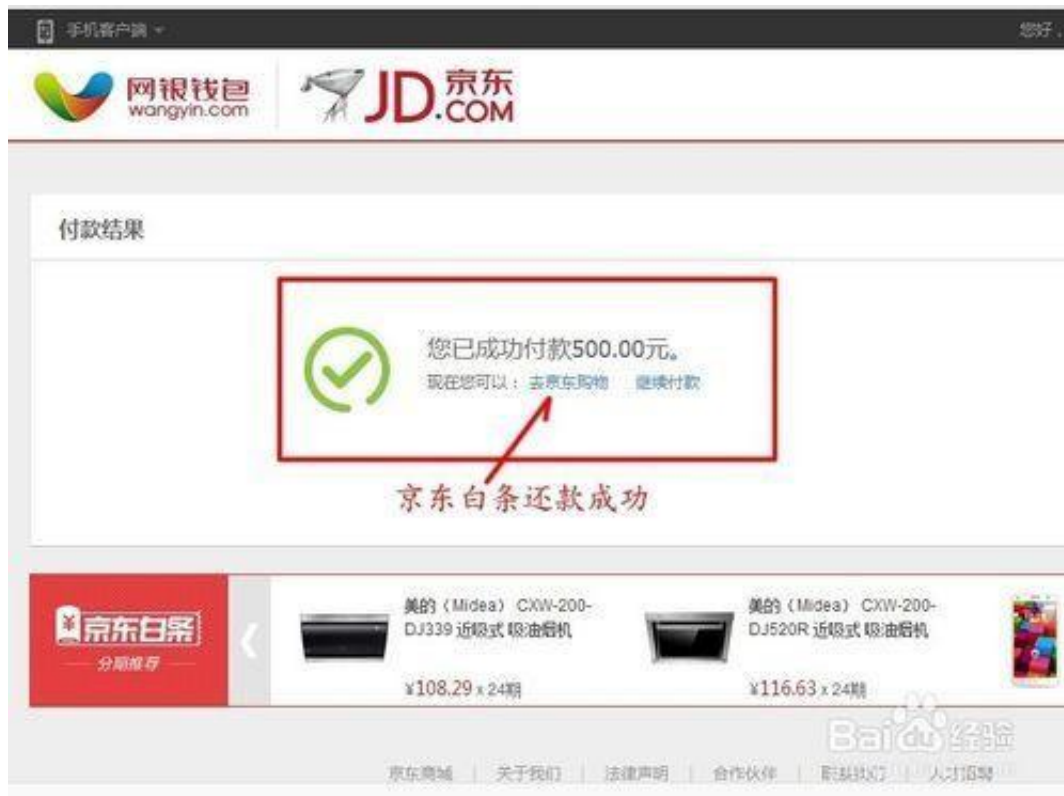 手机客户端
您好，
网银钱包
wangyin.com
JD.COM 京东
付款结果
您已成功付款500.00元。
现在您可以：去京东购物 继续付款
京东白条还款成功
京东白条
分期推荐
美的（Midea） CXW-200-
DJ339 近吸式 吸油烟机
¥108.29 x 24期
美的（Midea） CXW-200-
DJ520R 近吸式 吸油烟机
¥116.63 x 24期
Baidu 经验
京东商城 | 关于我们 | 法律声明 | 合作伙伴 | 联系我们 | 人才招聘